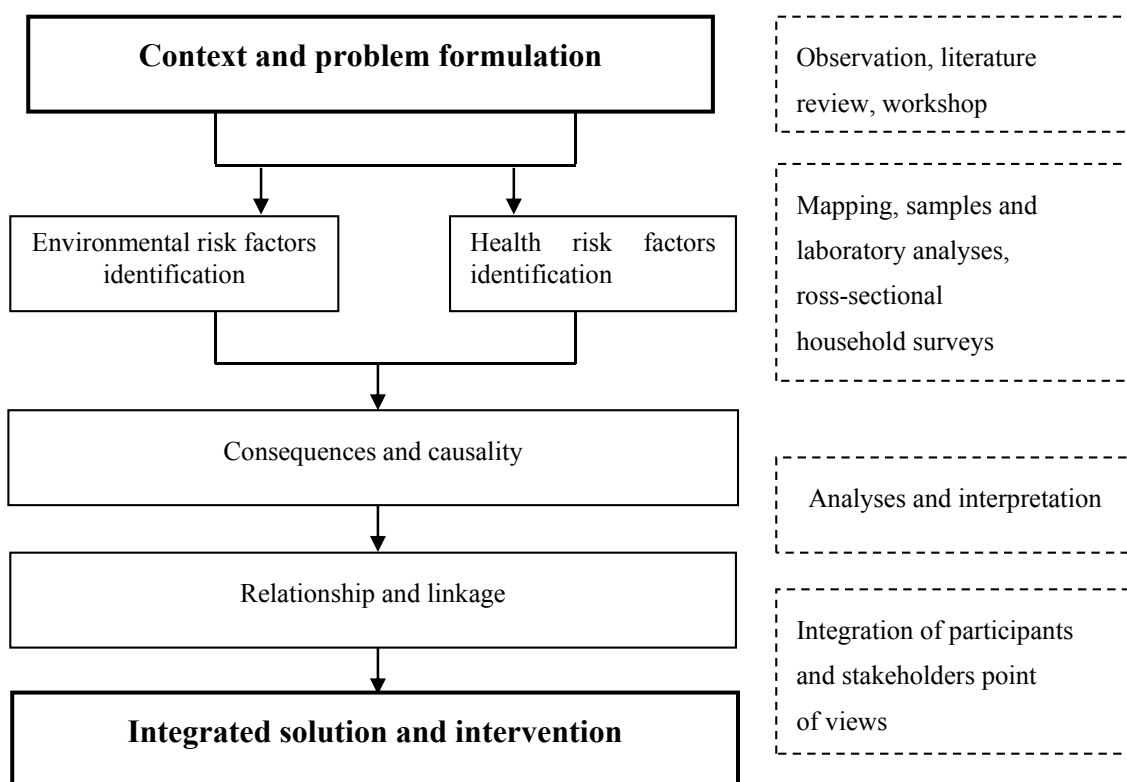 Context and problem formulation
Observation, literature
review, workshop
Environmental risk factors
identification
Health risk factors
identification
Mapping, samples and
laboratory analyses,
ross-sectional
household surveys
Consequences and causality
Analyses and interpretation
Relationship and linkage
Integration of participants
and stakeholders point
of views
Integrated solution and intervention